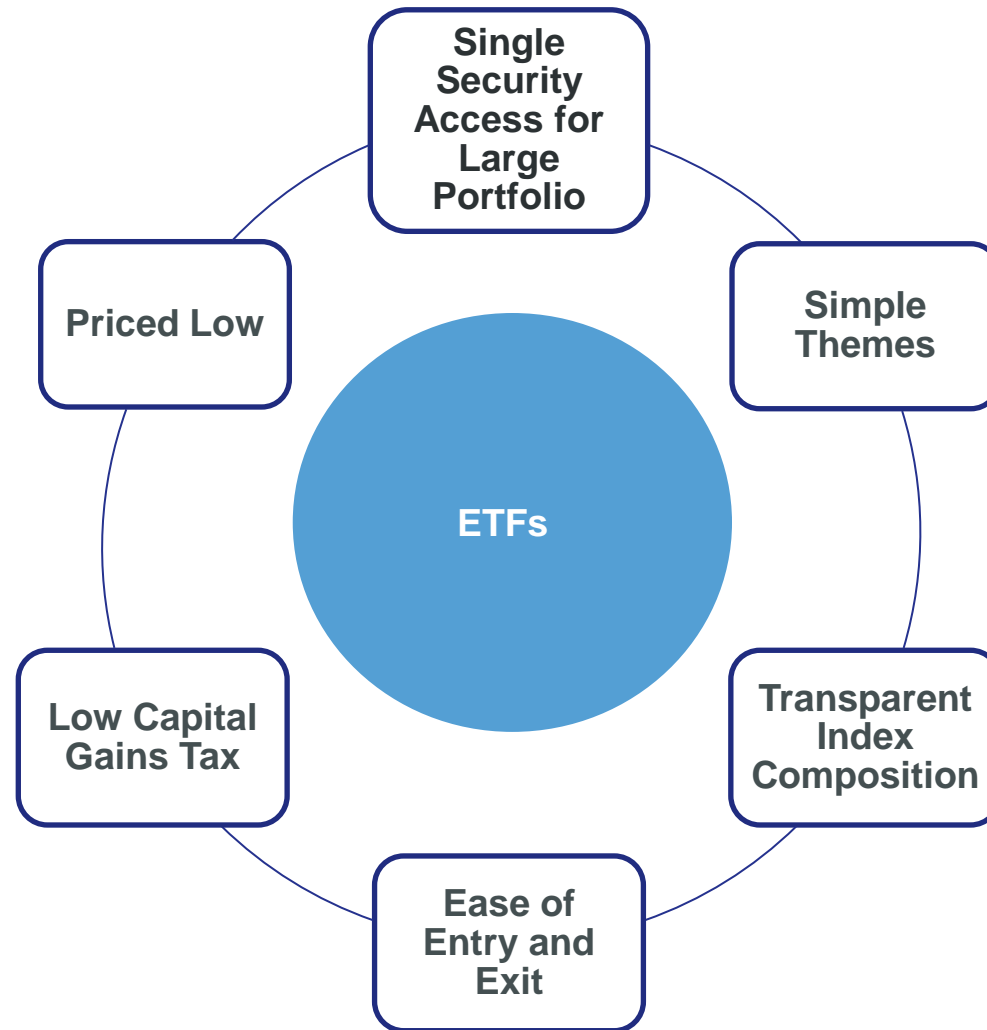 Single
Security
Access for
Large
Portfolio
Priced Low
Simple
Themes
ETFs
Low Capital
Gains Tax
Transparent
Index
Composition
Ease of
Entry and
Exit